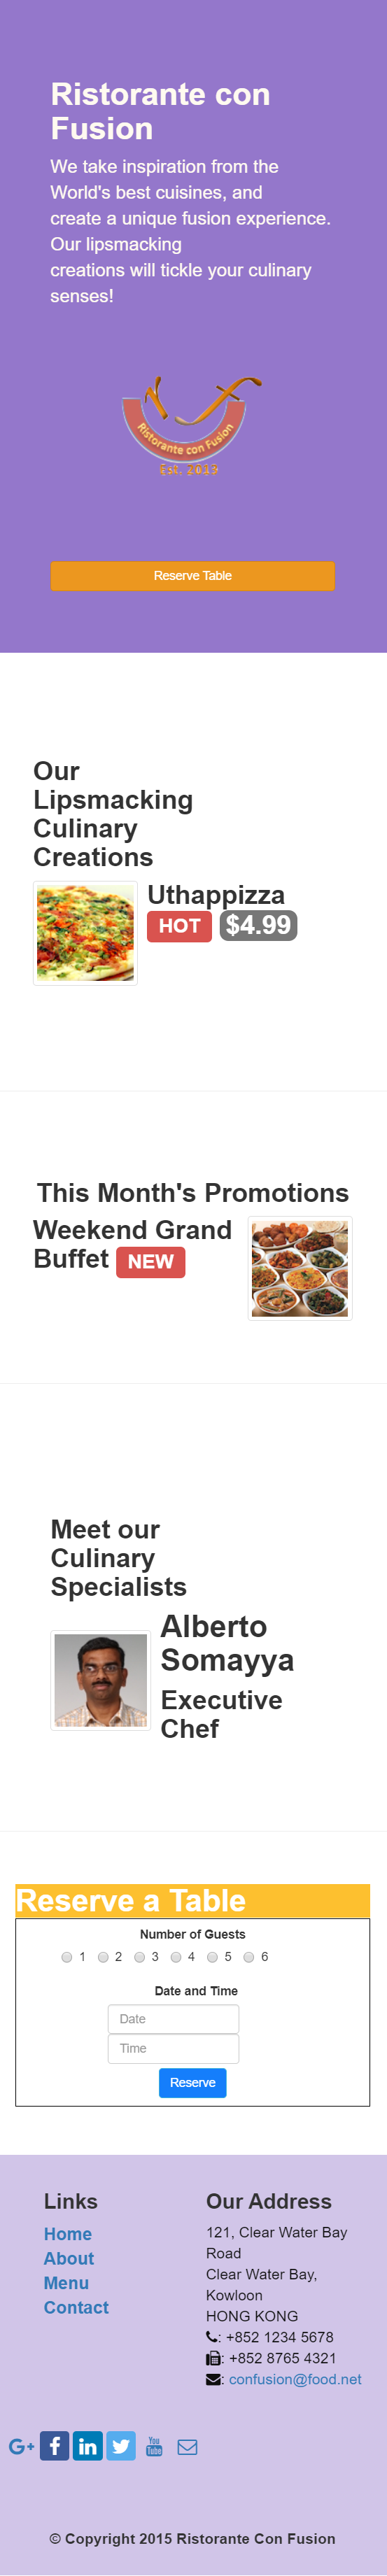 Ristorante con
Fusion
We take inspiration from the
World's best cuisines, and
create a unique fusion experience.
Our lipsmacking
creations will tickle your culinary
senses!
Ristorante con Fusion
Est. 2013
Reserve Table
Our
Lipsmacking
Culinary
Creations
Uthappizza
HOT $4.99
This Month's Promotions
Weekend Grand
Buffet NEW
Meet our
Culinary
Specialists
Alberto
Somayya
Executive
Chef
Reserve a Table
Number of Guests
1 2 3 4 5 6
Date and Time
Date
Time
Reserve
Links
Home
About
Menu
Contact
Our Address
121, Clear Water Bay
Road
Clear Water Bay,
Kowloon
HONG KONG
: +852 1234 5678
: +852 8765 4321
: confusion@food.net
G+ f in You Tube
© Copyright 2015 Ristorante Con Fusion